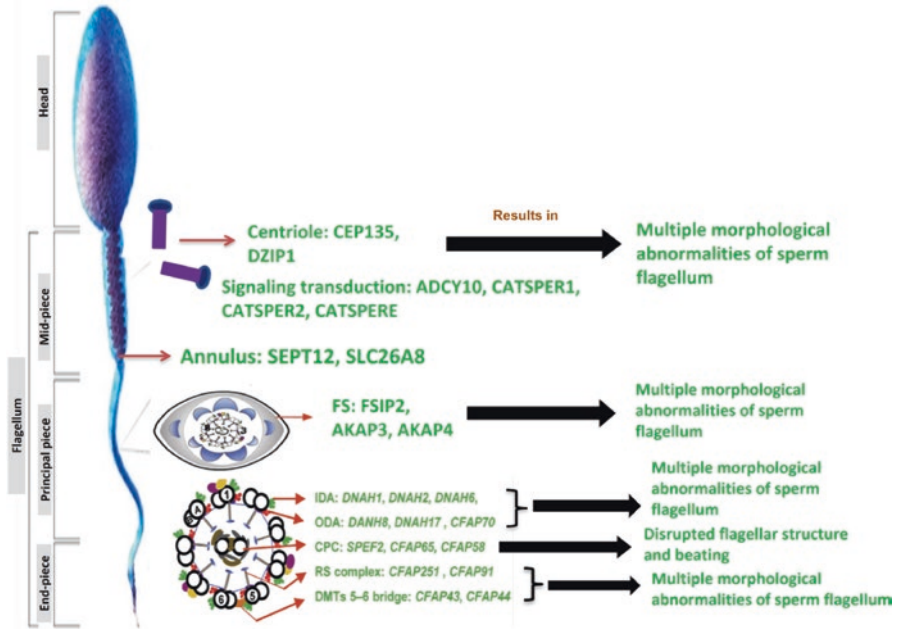 Head
Flagellum
Mid-piece
Principal piece
End-piece
Centriole: CEP135,
DZIP1
Results in
Multiple morphological
abnormalities of sperm
flagellum
Signaling transduction: ADCY10, CATSPER1,
CATSPER2, CATSPERE
Annulus: SEPT12, SLC26A8
FS: FSIP2,
AKAP3, AKAP4
Multiple morphological
abnormalities of sperm
flagellum
A
1
6
5
IDA: DNAH1, DNAH2, DNAH6,
ODA: DANH8, DNAH17 , CFAP70
Multiple morphological
abnormalities of sperm
flagellum
CPC: SPEF2, CFAP65, CFAP58
Disrupted flagellar structure
and beating
RS complex: CFAP251 , CFAP91
DMTs 5–6 bridge: CFAP43, CFAP44
Multiple morphological
abnormalities of sperm flagellum